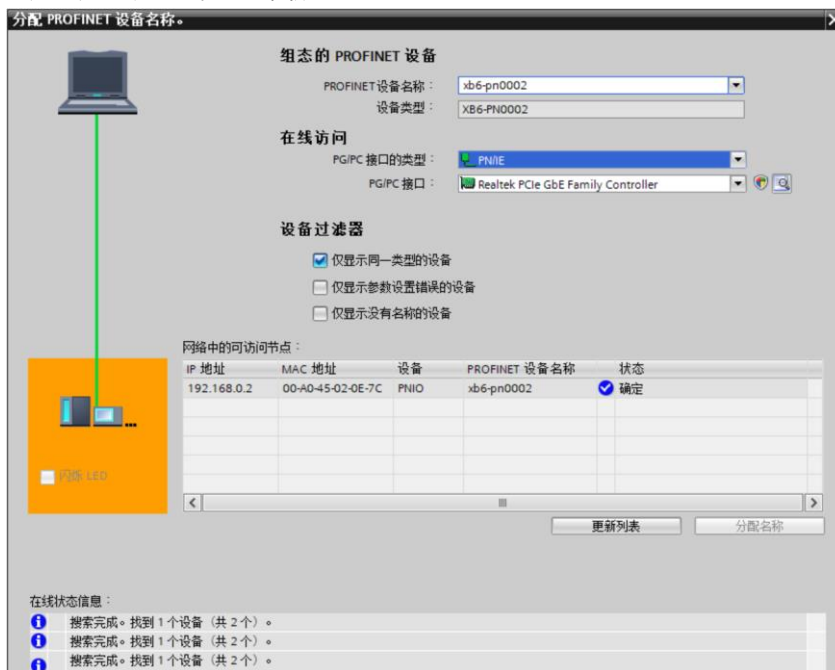 分配 PROFINET 设备名称。
组态的 PROFINET 设备
PROFINET设备名称： xb6-pn0002
设备类型： XB6-PN0002
在线访问
PG/PC 接口的类型： PN/IE
PG/PC 接口： Realtek PCIe GbE Family Controller
设备过滤器
仅显示同一类型的设备
仅显示参数设置错误的设备
仅显示没有名称的设备
网络中的可访问节点：
IP 地址 MAC 地址 设备 PROFINET 设备名称 状态
192.168.0.2 00-A0-45-02-0E-7C PNIO xb6-pn0002 确定
闪烁 LED
更新列表 分配名称
在线状态信息：
搜索完成。找到 1 个设备（共 2 个）。
搜索完成。找到 1 个设备（共 2 个）。
搜索完成。找到 1 个设备（共 2 个）。